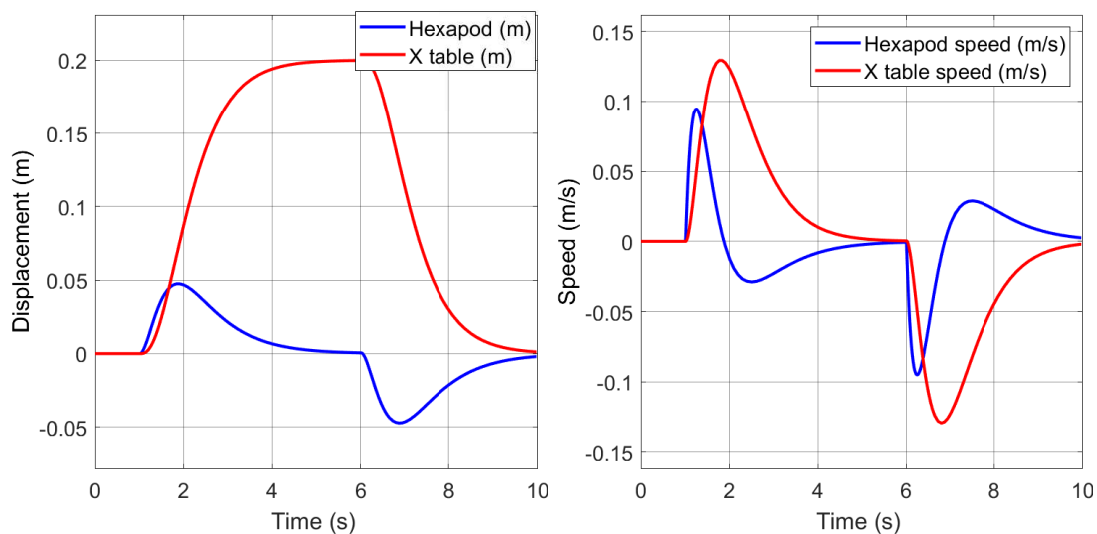 Hexapod (m)
X table (m)
0.2
0.15
0.1
0.05
0
-0.05
Displacement (m)
0 2 4 6 8 10
Time (s)
Hexapod speed (m/s)
X table speed (m/s)
0.15
0.1
0.05
0
-0.05
-0.1
-0.15
Speed (m/s)
0 2 4 6 8 10
Time (s)